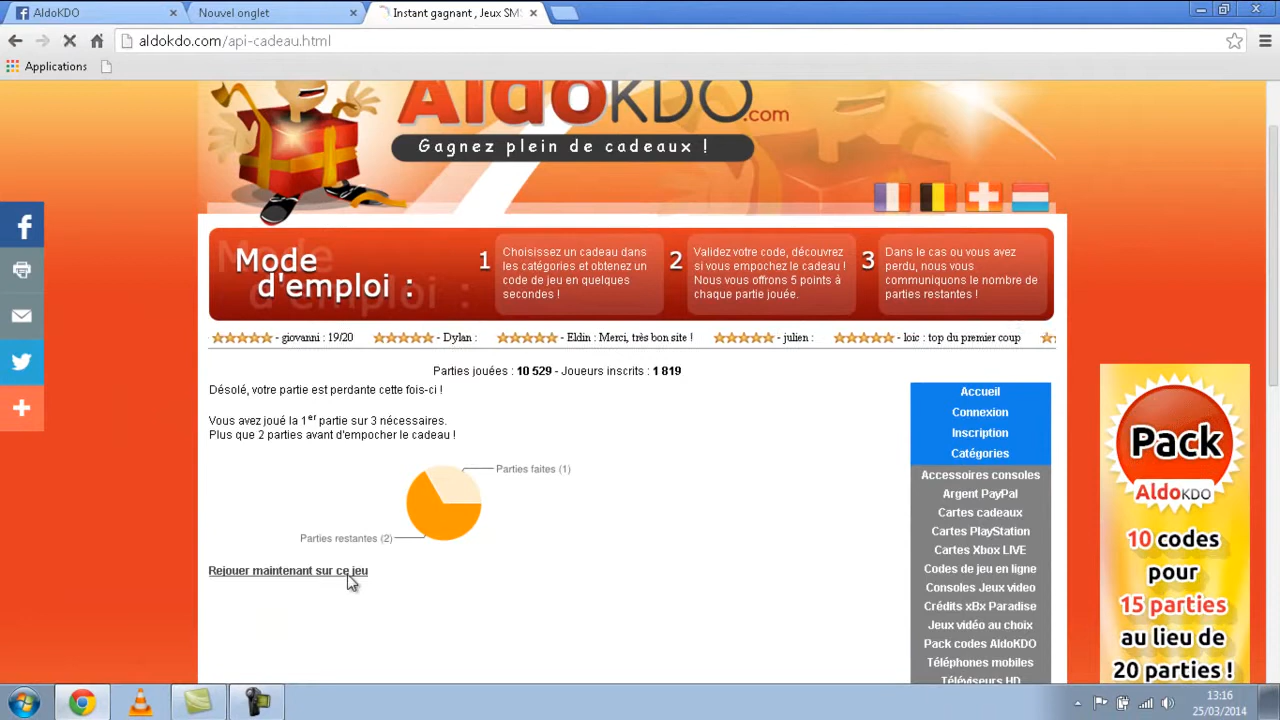 AldoKDO
Nouvel onglet
Instant gagnant , Jeux SMS
aldokdo.com/api-cadeau.html
Applications
AldoKDO.com
Gagnez plein de cadeaux !
Mode
d'emploi :
1
Choisissez un cadeau dans
les catégories et obtenez un
code de jeu en quelques
secondes !
2
Validez votre code, découvrez
si vous empochez le cadeau !
Nous vous offrons 5 points à
chaque partie jouée.
3
Dans le cas ou vous avez
perdu, nous vous
communiquons le nombre de
parties restantes !
- giovanni : 19/20 - Dylan : - Eldin : Merci, très bon site ! - julien : - loic : top du premier coup
Parties jouées : 10 529 - Joueurs inscrits : 1 819
Désolé, votre partie est perdante cette fois-ci !
Vous avez joué la 1er partie sur 3 nécessaires.
Plus que 2 parties avant d'empocher le cadeau !
Parties faites (1)
Parties restantes (2)
Rejouer maintenant sur ce jeu
Accueil
Connexion
Inscription
Catégories
Accessoires consoles
Argent PayPal
Cartes cadeaux
Cartes PlayStation
Cartes Xbox LIVE
Codes de jeu en ligne
Consoles Jeux video
Crédits xBx Paradise
Jeux vidéo au choix
Pack codes AldoKDO
Téléphones mobiles
Téléviseurs HD
Pack
AldoKDO
10 codes
pour
15 parties
au lieu de
20 parties !
13:16
25/03/2014